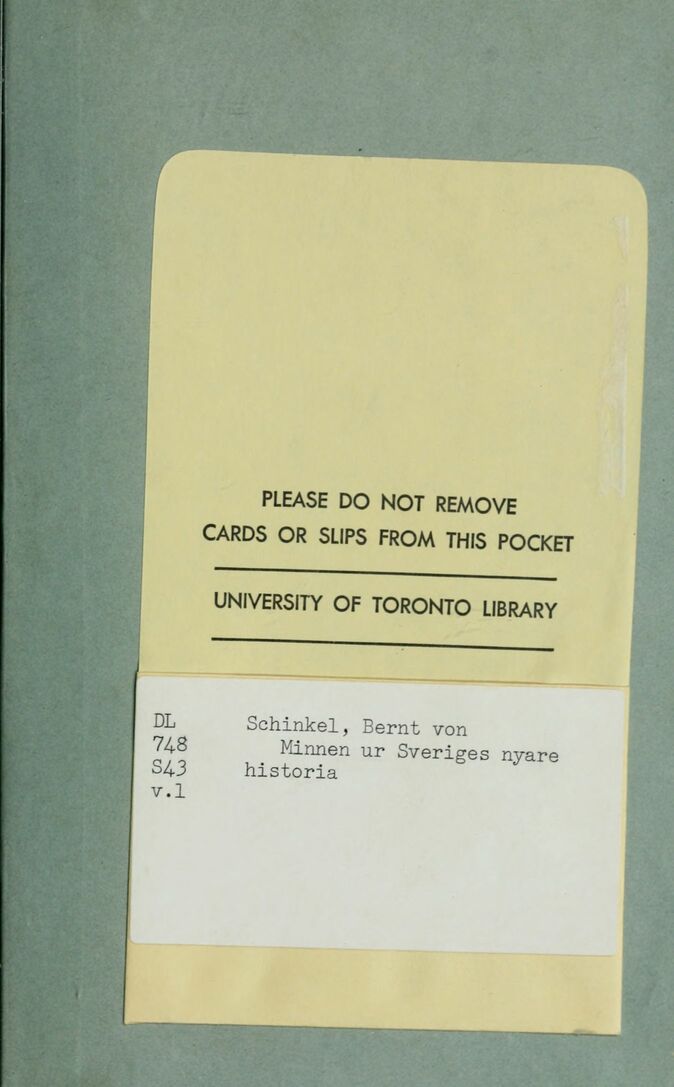 PLEASE DO NOT REMOVE
CARDS OR SLIPS FROM THIS POCKET
UNIVERSITY OF TORONTO LIBRARY
DL
748
S43
v.1
Schinkel, Bernt von
Minnen ur Sveriges nyare
historia